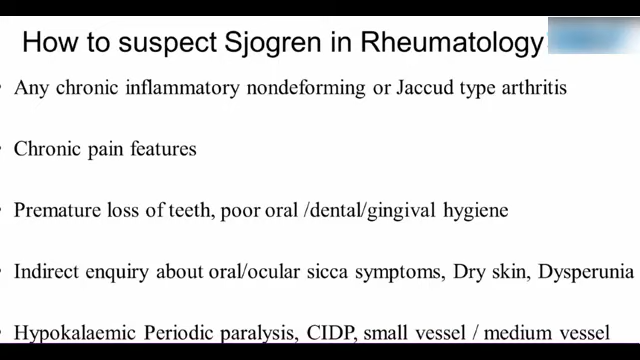 How to suspect Sjogren in Rheumatology
• Any chronic inflammatory nondeforming or Jaccud type arthritis
• Chronic pain features
• Premature loss of teeth, poor oral /dental/gingival hygiene
• Indirect enquiry about oral/ocular sicca symptoms, Dry skin, Dysperunia
• Hypokalaemic Periodic paralysis, CIDP, small vessel / medium vessel